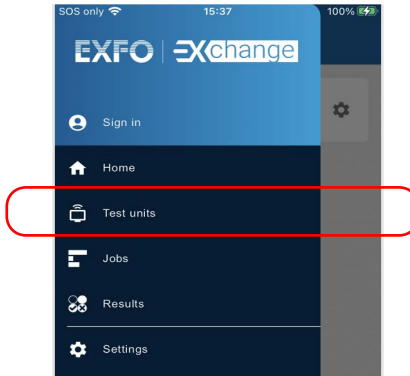 SOS only 15:37 100%
EXFO | EXchange
Sign in
Home
Test units
Jobs
Results
Settings